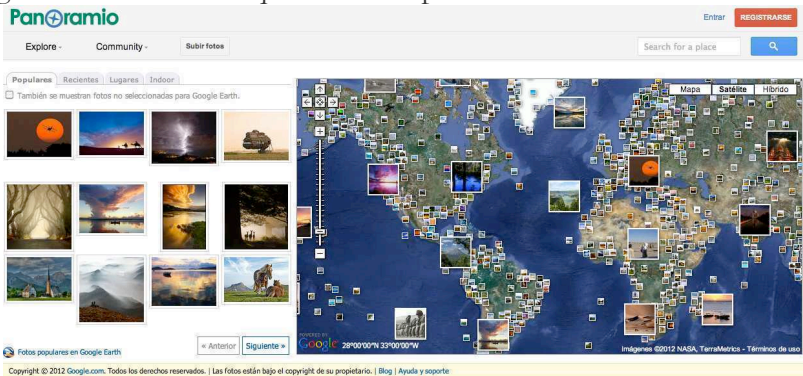 Panoramio
Entrar REGISTRARSE
Explore Community Subir fotos Search for a place
Populares Recientes Lugares Indoor
También se muestran fotos no seleccionadas para Google Earth.
Mapa Satélite Híbrido
POWERED BY
Google 28°00'00"N 33°00'00"W Imágenes ©2012 NASA, TerraMetrics - Términos de uso
« Anterior Siguiente »
Fotos populares en Google Earth
Copyright © 2012 Google.com. Todos los derechos reservados. | Las fotos están bajo el copyright de su propietario. | Blog | Ayuda y soporte